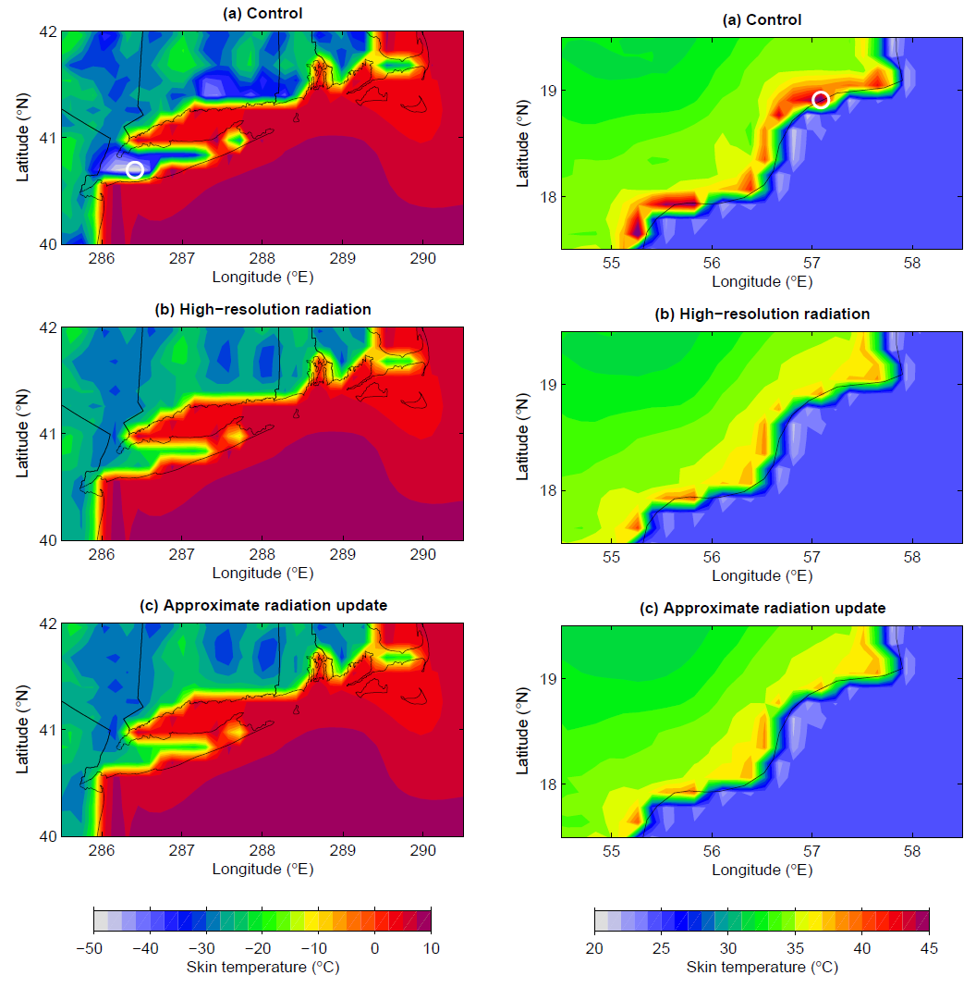 (a) Control
42
41
40
Latitude (°N)
286 287 288 289 290
Longitude (°E)
(b) High−resolution radiation
42
41
40
Latitude (°N)
286 287 288 289 290
Longitude (°E)
(c) Approximate radiation update
42
41
40
Latitude (°N)
286 287 288 289 290
Longitude (°E)
−50 −40 −30 −20 −10 0 10
Skin temperature (°C)
(a) Control
19
18
Latitude (°N)
55 56 57 58
Longitude (°E)
(b) High−resolution radiation
19
18
Latitude (°N)
55 56 57 58
Longitude (°E)
(c) Approximate radiation update
19
18
Latitude (°N)
55 56 57 58
Longitude (°E)
20 25 30 35 40 45
Skin temperature (°C)